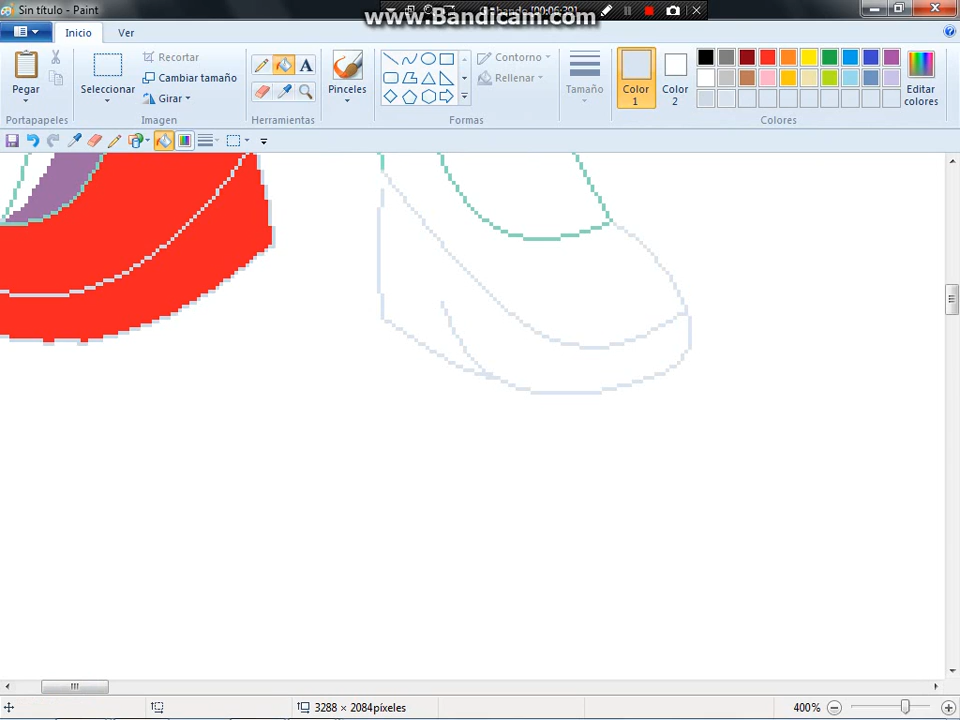 Sin título - Paint
www.Bandicam.com
Inicio
Ver
Pegar
Portapapeles
Seleccionar
Recortar
Cambiar tamaño
Girar
Imagen
A
Herramientas
Pinceles
Contorno
Rellenar
Formas
Tamaño
Color 1
Color 2
Editar colores
Colores
3288 × 2084píxeles
400%